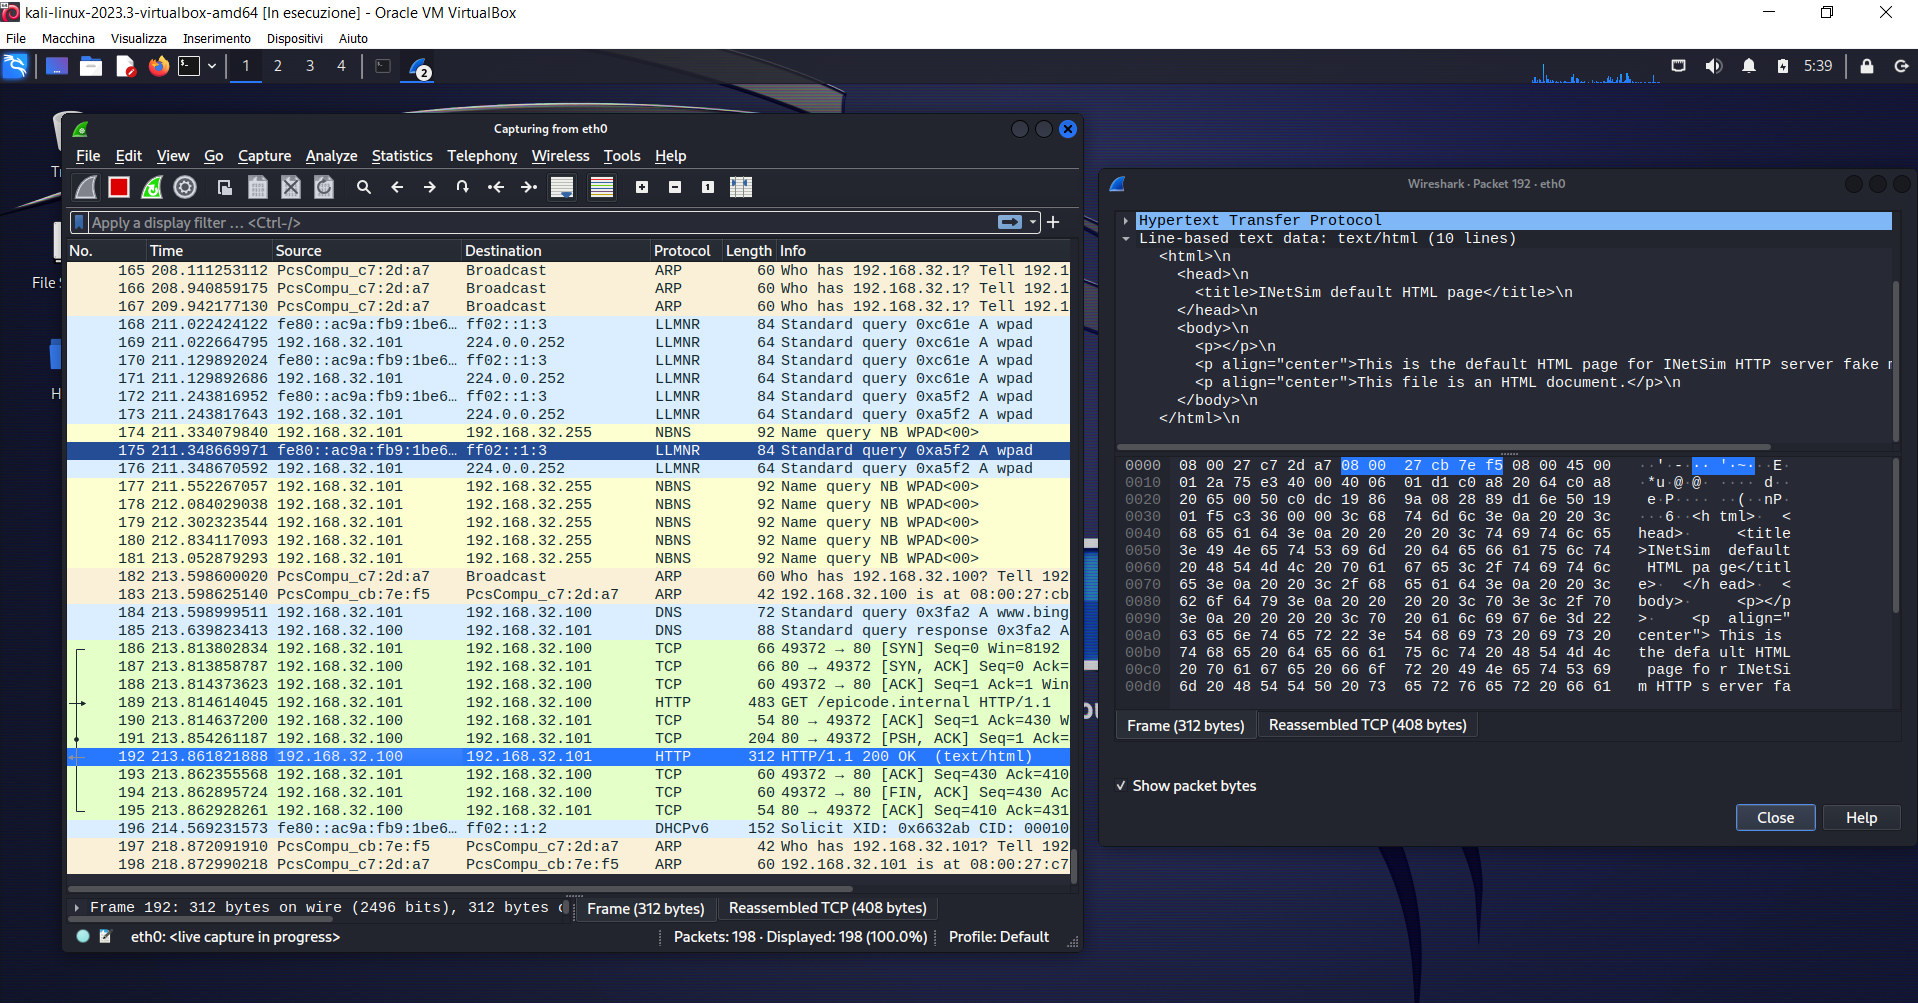 kali-linux-2023.3-virtualbox-amd64 [In esecuzione] - Oracle VM VirtualBox
File Macchina Visualizza Inserimento Dispositivi Aiuto
1 2 3 4 2 5:39
Capturing from eth0
File Edit View Go Capture Analyze Statistics Telephony Wireless Tools Help
Apply a display filter … <Ctrl-/>
No. Time Source Destination Protocol Length Info
165 208.111253112 PcsCompu_c7:2d:a7 Broadcast ARP 60 Who has 192.168.32.1? Tell 192.1
166 208.940859175 PcsCompu_c7:2d:a7 Broadcast ARP 60 Who has 192.168.32.1? Tell 192.1
167 209.942177130 PcsCompu_c7:2d:a7 Broadcast ARP 60 Who has 192.168.32.1? Tell 192.1
168 211.022424122 fe80::ac9a:fb9:1be6… ff02::1:3 LLMNR 84 Standard query 0xc61e A wpad
169 211.022664795 192.168.32.101 224.0.0.252 LLMNR 64 Standard query 0xc61e A wpad
170 211.129892024 fe80::ac9a:fb9:1be6… ff02::1:3 LLMNR 84 Standard query 0xc61e A wpad
171 211.129892686 192.168.32.101 224.0.0.252 LLMNR 64 Standard query 0xc61e A wpad
172 211.243816952 fe80::ac9a:fb9:1be6… ff02::1:3 LLMNR 84 Standard query 0xa5f2 A wpad
173 211.243817643 192.168.32.101 224.0.0.252 LLMNR 64 Standard query 0xa5f2 A wpad
174 211.334079840 192.168.32.101 192.168.32.255 NBNS 92 Name query NB WPAD<00>
175 211.348669971 fe80::ac9a:fb9:1be6… ff02::1:3 LLMNR 84 Standard query 0xa5f2 A wpad
176 211.348670592 192.168.32.101 224.0.0.252 LLMNR 64 Standard query 0xa5f2 A wpad
177 211.552267057 192.168.32.101 192.168.32.255 NBNS 92 Name query NB WPAD<00>
178 212.084029038 192.168.32.101 192.168.32.255 NBNS 92 Name query NB WPAD<00>
179 212.302323544 192.168.32.101 192.168.32.255 NBNS 92 Name query NB WPAD<00>
180 212.834117093 192.168.32.101 192.168.32.255 NBNS 92 Name query NB WPAD<00>
181 213.052879293 192.168.32.101 192.168.32.255 NBNS 92 Name query NB WPAD<00>
182 213.598600020 PcsCompu_c7:2d:a7 Broadcast ARP 60 Who has 192.168.32.100? Tell 192
183 213.598625140 PcsCompu_cb:7e:f5 PcsCompu_c7:2d:a7 ARP 42 192.168.32.100 is at 08:00:27:cb
184 213.598999511 192.168.32.101 192.168.32.100 DNS 72 Standard query 0x3fa2 A www.bing
185 213.639823413 192.168.32.100 192.168.32.101 DNS 88 Standard query response 0x3fa2 A
186 213.813802834 192.168.32.101 192.168.32.100 TCP 66 49372 → 80 [SYN] Seq=0 Win=8192
187 213.813858787 192.168.32.100 192.168.32.101 TCP 66 80 → 49372 [SYN, ACK] Seq=0 Ack=
188 213.814373623 192.168.32.101 192.168.32.100 TCP 60 49372 → 80 [ACK] Seq=1 Ack=1 Win
189 213.814614045 192.168.32.101 192.168.32.100 HTTP 483 GET /epicode.internal HTTP/1.1
190 213.814637200 192.168.32.100 192.168.32.101 TCP 54 80 → 49372 [ACK] Seq=1 Ack=430 W
191 213.854261187 192.168.32.100 192.168.32.101 TCP 204 80 → 49372 [PSH, ACK] Seq=1 Ack=
192 213.861821888 192.168.32.100 192.168.32.101 HTTP 312 HTTP/1.1 200 OK (text/html)
193 213.862355568 192.168.32.101 192.168.32.100 TCP 60 49372 → 80 [ACK] Seq=430 Ack=410
194 213.862895724 192.168.32.101 192.168.32.100 TCP 60 49372 → 80 [FIN, ACK] Seq=430 Ac
195 213.862928261 192.168.32.100 192.168.32.101 TCP 54 80 → 49372 [ACK] Seq=410 Ack=431
196 214.569231573 fe80::ac9a:fb9:1be6… ff02::1:2 DHCPv6 152 Solicit XID: 0x6632ab CID: 00010
197 218.872091910 PcsCompu_cb:7e:f5 PcsCompu_c7:2d:a7 ARP 42 Who has 192.168.32.101? Tell 192
198 218.872990218 PcsCompu_c7:2d:a7 PcsCompu_cb:7e:f5 ARP 60 192.168.32.101 is at 08:00:27:c7
Frame 192: 312 bytes on wire (2496 bits), 312 bytes
Frame (312 bytes) Reassembled TCP (408 bytes)
eth0: <live capture in progress> Packets: 198 · Displayed: 198 (100.0%) Profile: Default
Wireshark · Packet 192 · eth0
Hypertext Transfer Protocol
Line-based text data: text/html (10 lines)
<html>\n
<head>\n
<title>INetSim default HTML page</title>\n
</head>\n
<body>\n
<p></p>\n
<p align="center">This is the default HTML page for INetSim HTTP server fake
<p align="center">This file is an HTML document.</p>\n
</body>\n
</html>\n
0000 08 00 27 c7 2d a7 08 00 27 cb 7e f5 08 00 45 00 ··'·-··· '·~···E·
0010 01 2a 75 e3 40 00 40 06 01 d1 c0 a8 20 64 c0 a8 ·*u·@·@· ···· d··
0020 20 65 00 50 c0 dc 19 86 9a 08 28 89 d1 6e 50 19 e·P···· ··(··nP·
0030 01 f5 c3 36 00 00 3c 68 74 6d 6c 3e 0a 20 20 3c ···6··<h tml>· <
0040 68 65 61 64 3e 0a 20 20 20 20 3c 74 69 74 6c 65 head>· <title
0050 3e 49 4e 65 74 53 69 6d 20 64 65 66 61 75 6c 74 >INetSim default
0060 20 48 54 4d 4c 20 70 61 67 65 3c 2f 74 69 74 6c HTML pa ge</titl
0070 65 3e 0a 20 20 3c 2f 68 65 61 64 3e 0a 20 20 3c e>· </h ead>· <
0080 62 6f 64 79 3e 0a 20 20 20 20 3c 70 3e 3c 2f 70 body>· <p></p
0090 3e 0a 20 20 20 20 3c 70 20 61 6c 69 67 6e 3d 22 >· <p align="
00a0 63 65 6e 74 65 72 22 3e 54 68 69 73 20 69 73 20 center"> This is
00b0 74 68 65 20 64 65 66 61 75 6c 74 20 48 54 4d 4c the defa ult HTML
00c0 20 70 61 67 65 20 66 6f 72 20 49 4e 65 74 53 69 page fo r INetSi
00d0 6d 20 48 54 54 50 20 73 65 72 76 65 72 20 66 61 m HTTP s erver fa
Frame (312 bytes) Reassembled TCP (408 bytes)
Show packet bytes
Close Help